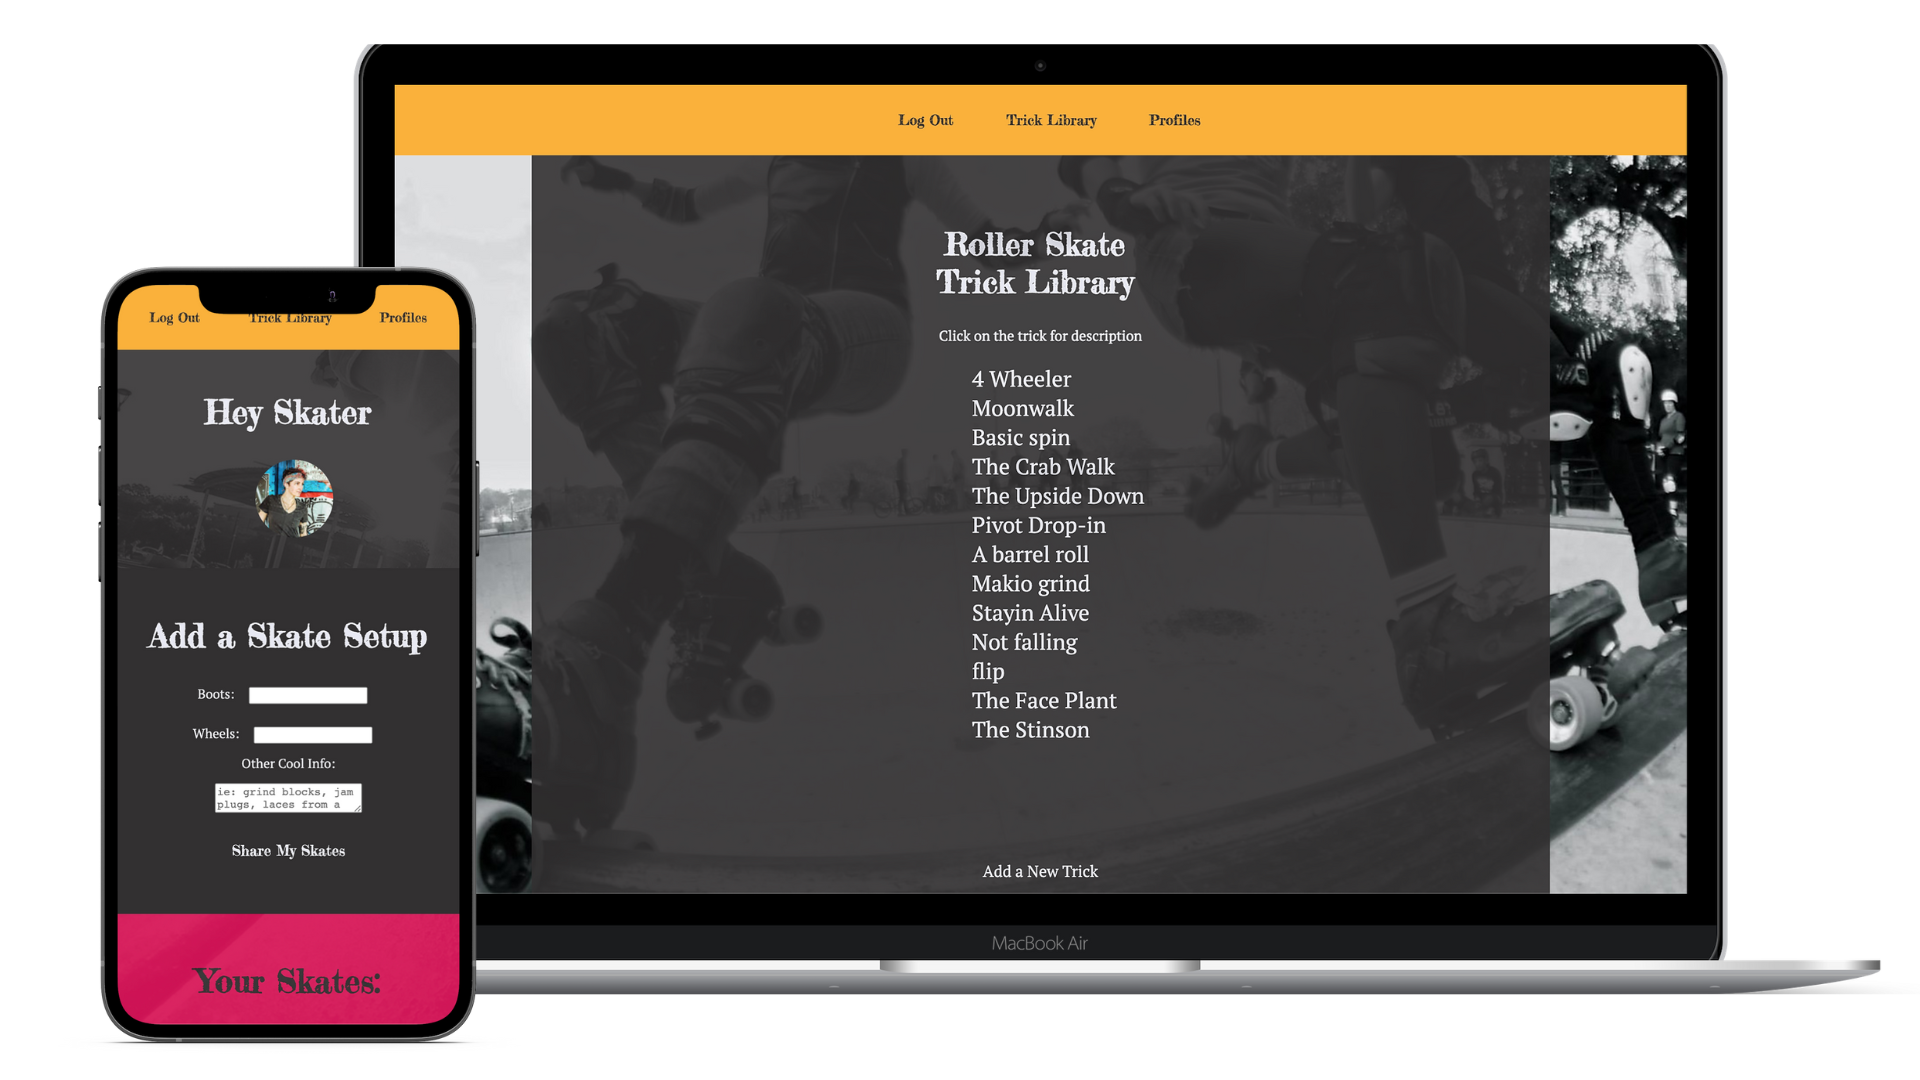 Log Out Trick Library Profiles
Roller Skate
Trick Library
Click on the trick for description
4 Wheeler
Moonwalk
Basic spin
The Crab Walk
The Upside Down
Pivot Drop-in
A barrel roll
Makio grind
Stayin Alive
Not falling
flip
The Face Plant
The Stinson
Add a New Trick
MacBook Air
Log Out Trick Library Profiles
Hey Skater
Add a Skate Setup
Boots:
Wheels:
Other Cool Info:
ie: grind blocks, jam
plugs, laces from a
Share My Skates
Your Skates: